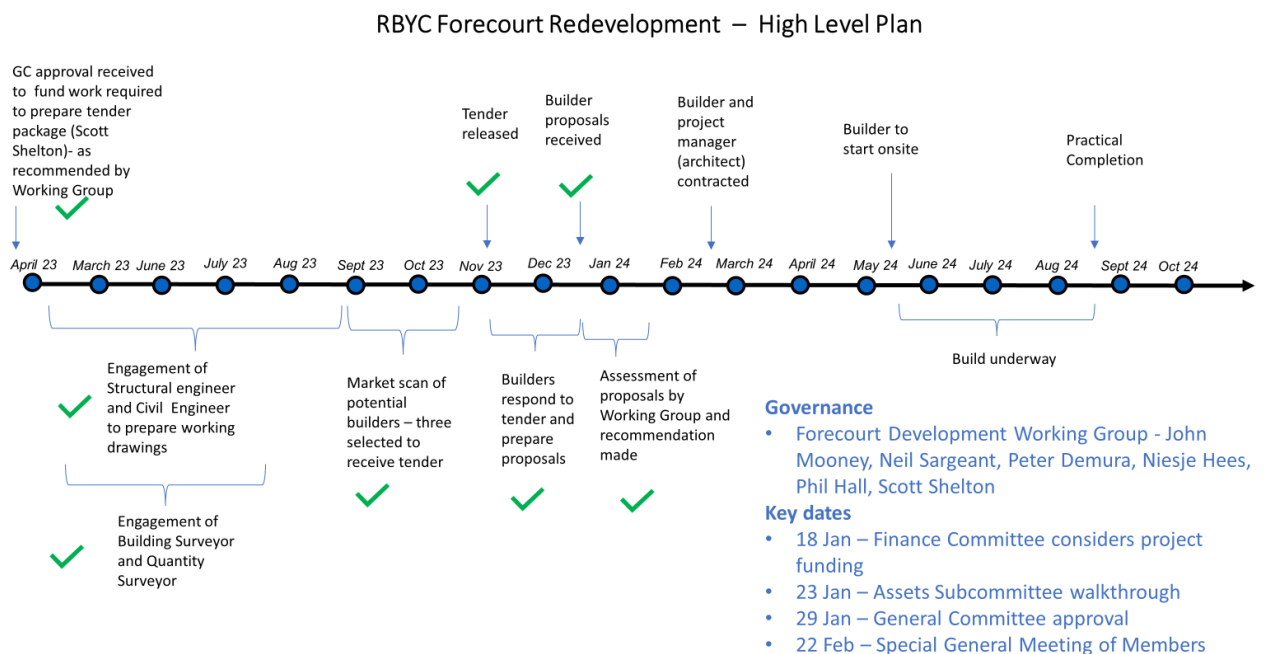 RBYC Forecourt Redevelopment – High Level Plan
GC approval received
to fund work required
to prepare tender
package (Scott
Shelton)- as
recommended by
Working Group
Tender
released
Builder
proposals
received
Builder and
project
manager
(architect)
contracted
Builder to
start onsite
Practical
Completion
April 23
March 23
June 23
July 23
Aug 23
Sept 23
Oct 23
Nov 23
Dec 23
Jan 24
Feb 24
March 24
April 24
May 24
June 24
July 24
Aug 24
Sept 24
Oct 24
Engagement of
Structural engineer
and Civil Engineer
to prepare working
drawings
Engagement of
Building Surveyor
and Quantity
Surveyor
Market scan of
potential
builders – three
selected to
receive tender
Builders
respond to
tender and
prepare
proposals
Assessment of
proposals by
Working Group and
recommendation
made
Build underway
Governance
• Forecourt Development Working Group - John
Mooney, Neil Sargeant, Peter Demura, Niesje Hees,
Phil Hall, Scott Shelton
Key dates
• 18 Jan – Finance Committee considers project
funding
• 23 Jan – Assets Subcommittee walkthrough
• 29 Jan – General Committee approval
• 22 Feb – Special General Meeting of Members